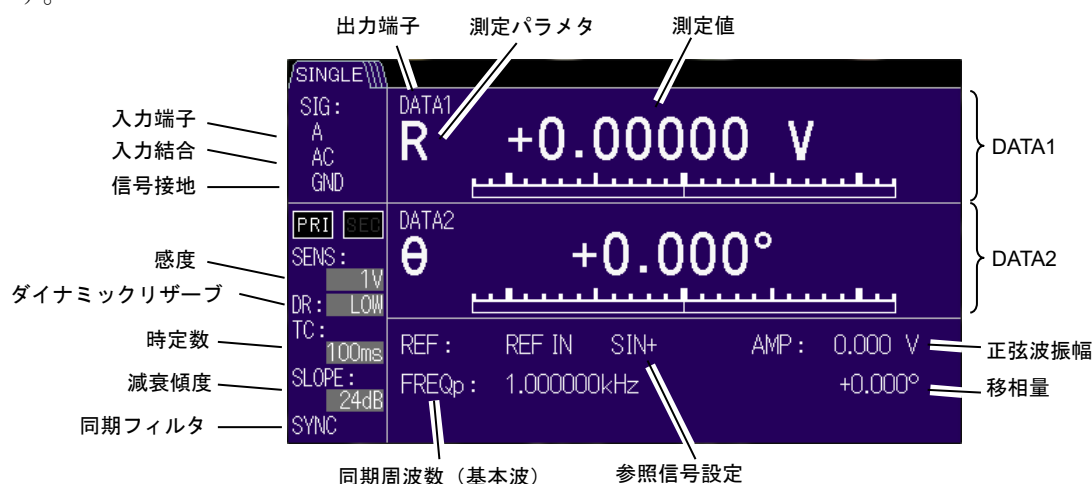 す。
出力端子
測定パラメタ
測定値
入力端子
入力結合
信号接地
感度
ダイナミックリザーブ
時定数
減衰傾度
同期フィルタ
SINGLE
SIG:
A
AC
GND
PRI SEC
SENS:
1V
DR: LOW
TC:
100ms
SLOPE:
24dB
SYNC
DATA1
R +0.00000 V
DATA2
θ +0.000°
REF: REF IN SIN+ AMP: 0.000 V
FREQp: 1.000000kHz +0.000°
DATA1
DATA2
正弦波振幅
移相量
同期周波数（基本波）
参照信号設定